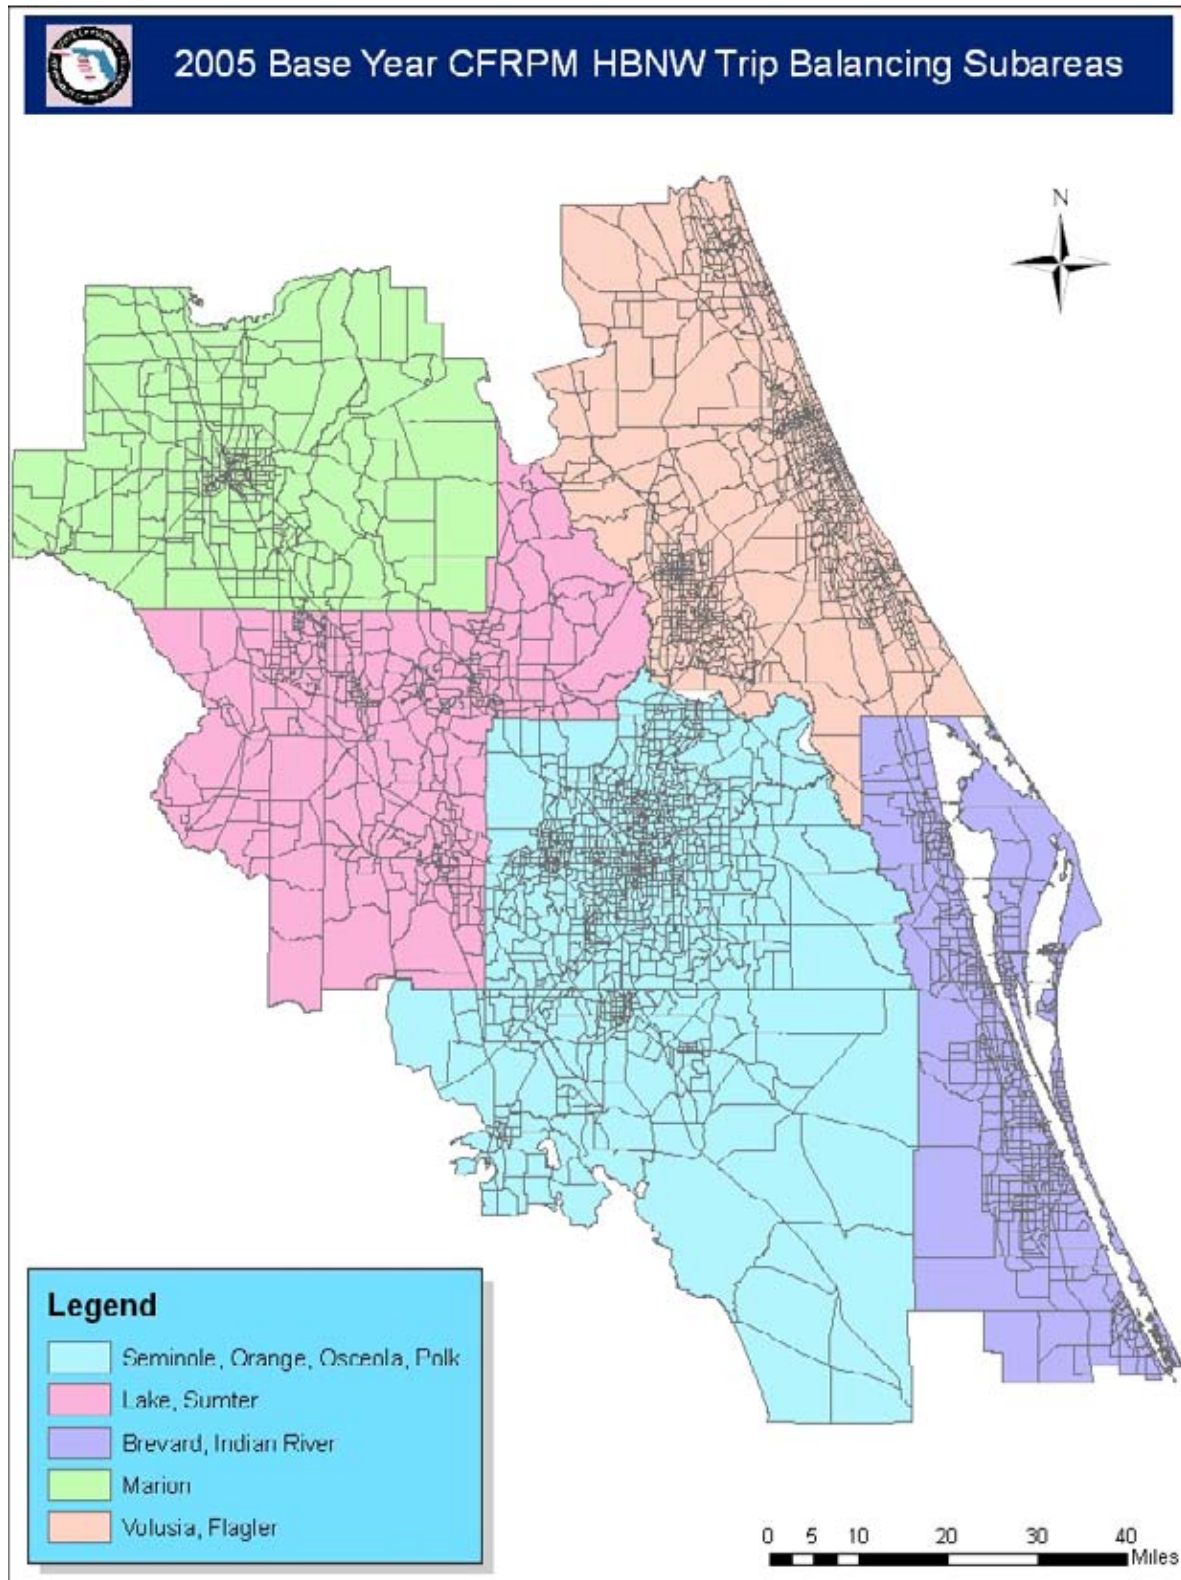 2005 Base Year CFRPM HBNW Trip Balancing Subareas
N
Legend
Seminole, Orange, Osceola, Polk
Lake, Sumter
Brevard, Indian River
Marion
Volusia, Flagler
0 5 10 20 30 40
Miles